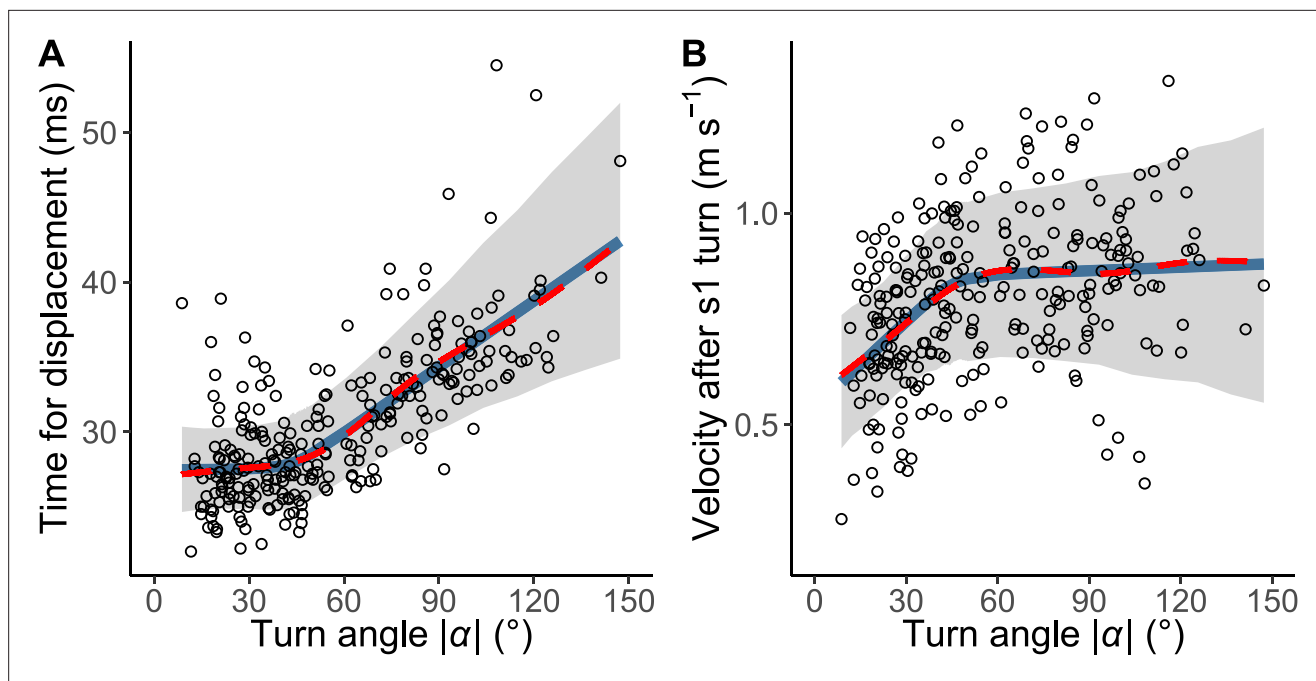 A
Time for displacement (ms)
50
40
30
0 30 60 90 120 150
Turn angle |α| (°)
B
Velocity after s1 turn (m s⁻¹)
1.0
0.5
0 30 60 90 120 150
Turn angle |α| (°)